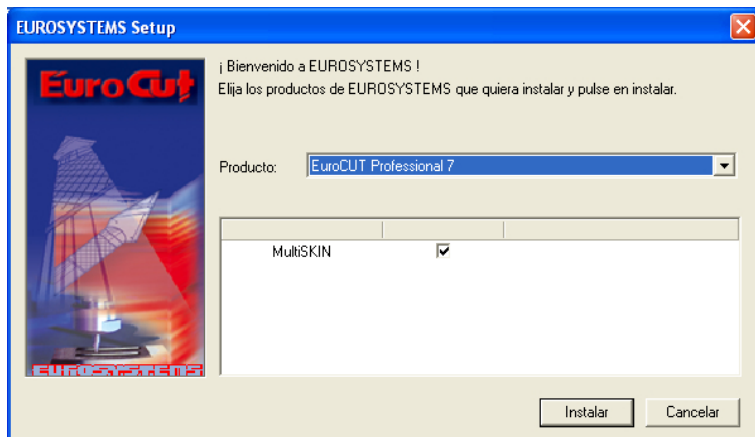 EUROSYSTEMS Setup
EuroCut
¡ Bienvenido a EUROSYSTEMS !
Elija los productos de EUROSYSTEMS que quiera instalar y pulse en instalar.
Producto: EuroCUT Professional 7
MultiSKIN
EUROSYSTEMS
Instalar Cancelar